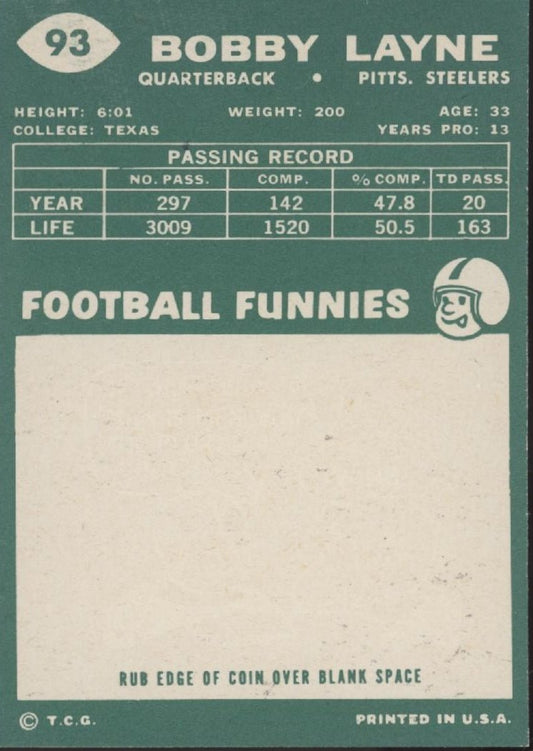 93
BOBBY LAYNE
QUARTERBACK • PITTS. STEELERS
HEIGHT: 6:01 WEIGHT: 200 AGE: 33
COLLEGE: TEXAS YEARS PRO: 13
PASSING RECORD
NO. PASS. COMP. % COMP. TD PASS.
YEAR 297 142 47.8 20
LIFE 3009 1520 50.5 163
FOOTBALL FUNNIES
RUB EDGE OF COIN OVER BLANK SPACE
© T.C.G. PRINTED IN U.S.A.